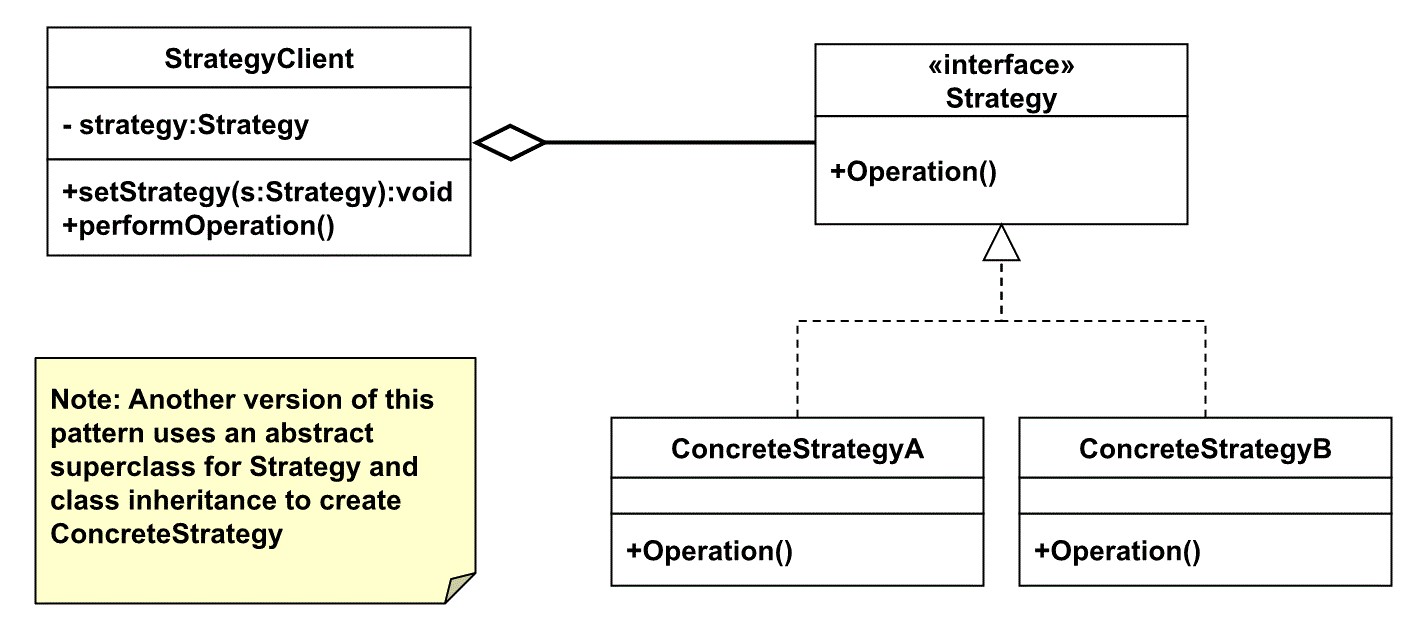 StrategyClient
- strategy:Strategy
+setStrategy(s:Strategy):void
+performOperation()
«interface»
Strategy
+Operation()
Note: Another version of this
pattern uses an abstract
superclass for Strategy and
class inheritance to create
ConcreteStrategy
ConcreteStrategyA
+Operation()
ConcreteStrategyB
+Operation()